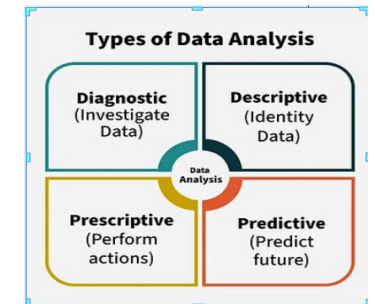 Types of Data Analysis
Diagnostic
(Investigate
Data)
Descriptive
(Identity
Data)
Data
Analysis
Prescriptive
(Perform
actions)
Predictive
(Predict
future)